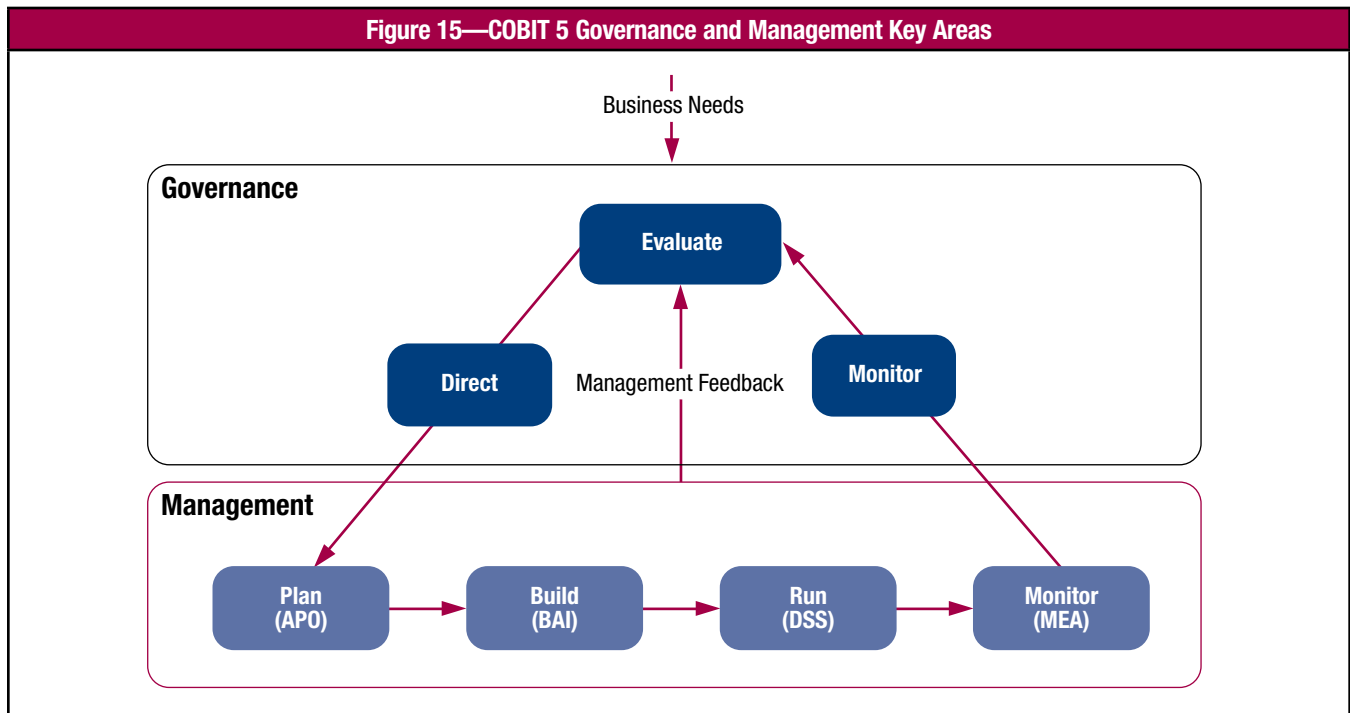 Figure 15—COBIT 5 Governance and Management Key Areas
Business Needs
Governance
Evaluate
Direct
Management Feedback
Monitor
Management
Plan
(APO)
Build
(BAI)
Run
(DSS)
Monitor
(MEA)